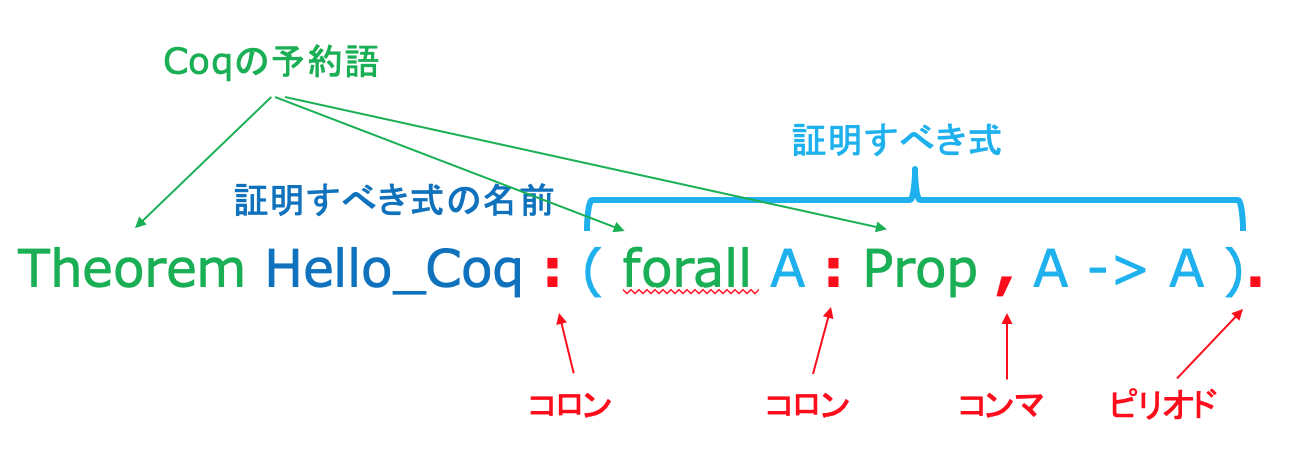 Coqの予約語
証明すべき式
証明すべき式の名前
Theorem Hello_Coq : ( forall A : Prop , A -> A ).
コロン コロン コンマ ピリオド